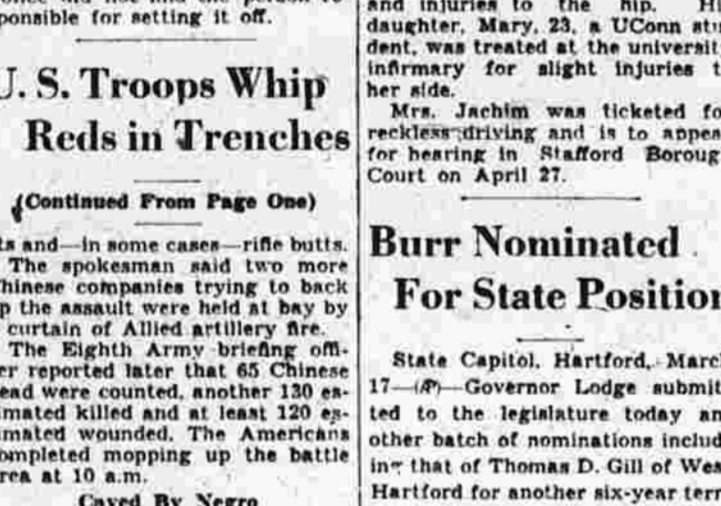 ponsible for setting it off.
U. S. Troops Whip
Reds in Trenches
(Continued From Page One)
ts and—in some cases—rifle butts.
The spokesman said two more
hinese companies trying to back
p the assault were held at bay by
curtain of Allied artillery fire.
The Eighth Army briefing offi-
er reported later that 65 Chinese
ead were counted, another 130 es-
imated killed and at least 120 es-
imated wounded. The Americans
ompleted mopping up the battle
rea at 10 a.m.
Caved By Negro
and injuries to the hip. Hi
daughter, Mary, 23, a UConn stu
dent, was treated at the universit
infirmary for slight injuries t
her side.
Mrs. Jachim was ticketed fo
reckless driving and is to appea
for hearing in Stafford Boroug
Court on April 27.
Burr Nominated
For State Position
State Capitol, Hartford, Marc
17—(AP)—Governor Lodge submit
ted to the legislature today an
other batch of nominations includ
ing that of Thomas D. Gill of Wes
Hartford for another six-year term